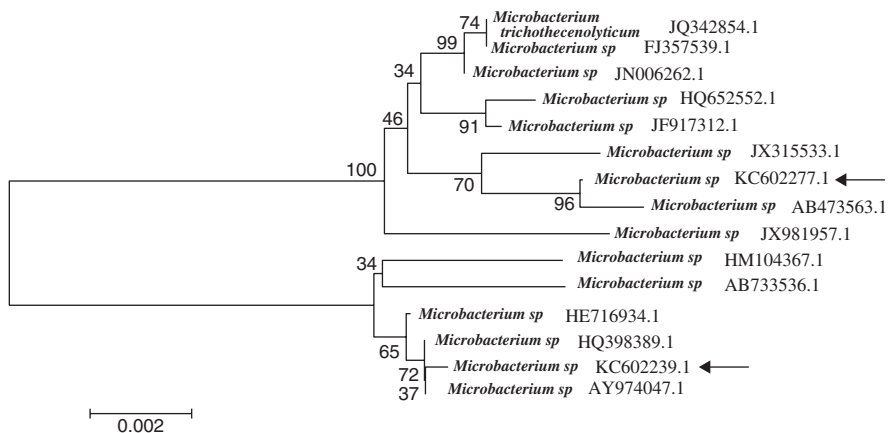 74
Microbacterium
trichothecenolyticum JQ342854.1
99
Microbacterium sp FJ357539.1
34
Microbacterium sp JN006262.1
Microbacterium sp HQ652552.1
46
91
Microbacterium sp JF917312.1
Microbacterium sp JX315533.1
100
70
Microbacterium sp KC602277.1
96
Microbacterium sp AB473563.1
Microbacterium sp JX981957.1
34
Microbacterium sp HM104367.1
Microbacterium sp AB733536.1
Microbacterium sp HE716934.1
65
Microbacterium sp HQ398389.1
72
Microbacterium sp KC602239.1
37
Microbacterium sp AY974047.1
0.002